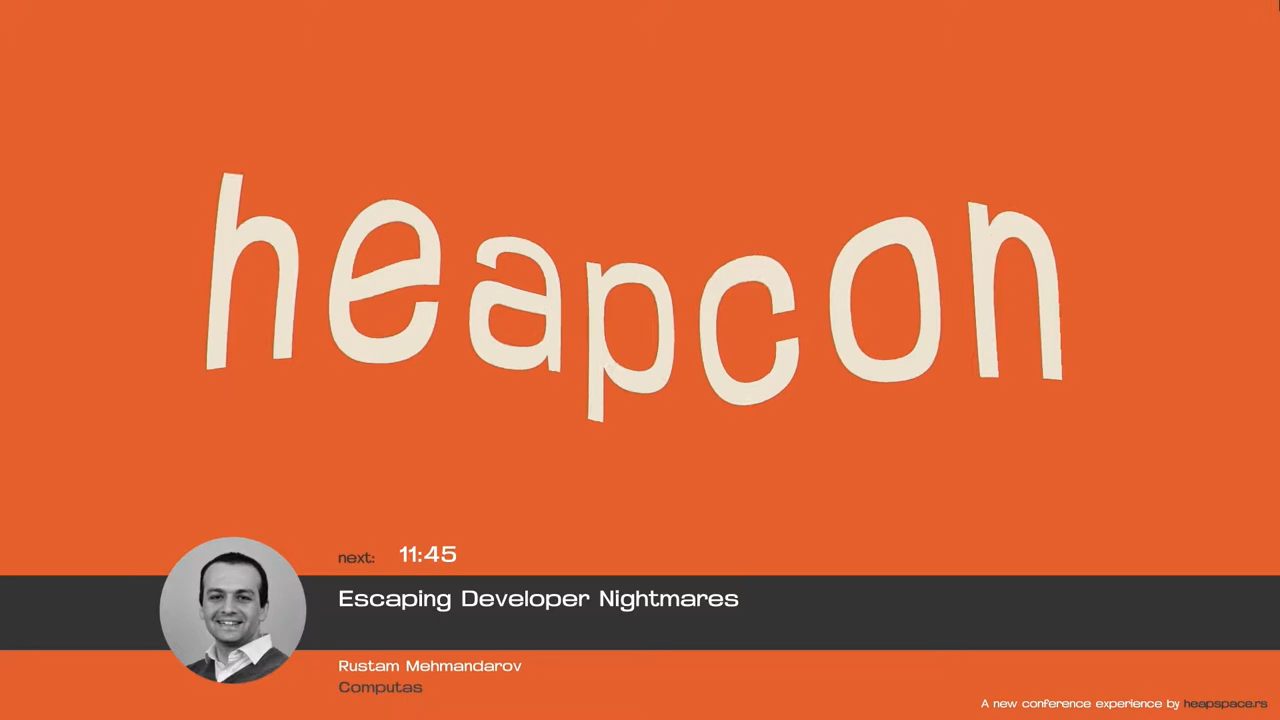 heapcon
next: 11:45
Escaping Developer Nightmares
Rustam Mehmandarov
Computas
A new conference experience by heapspace.rs